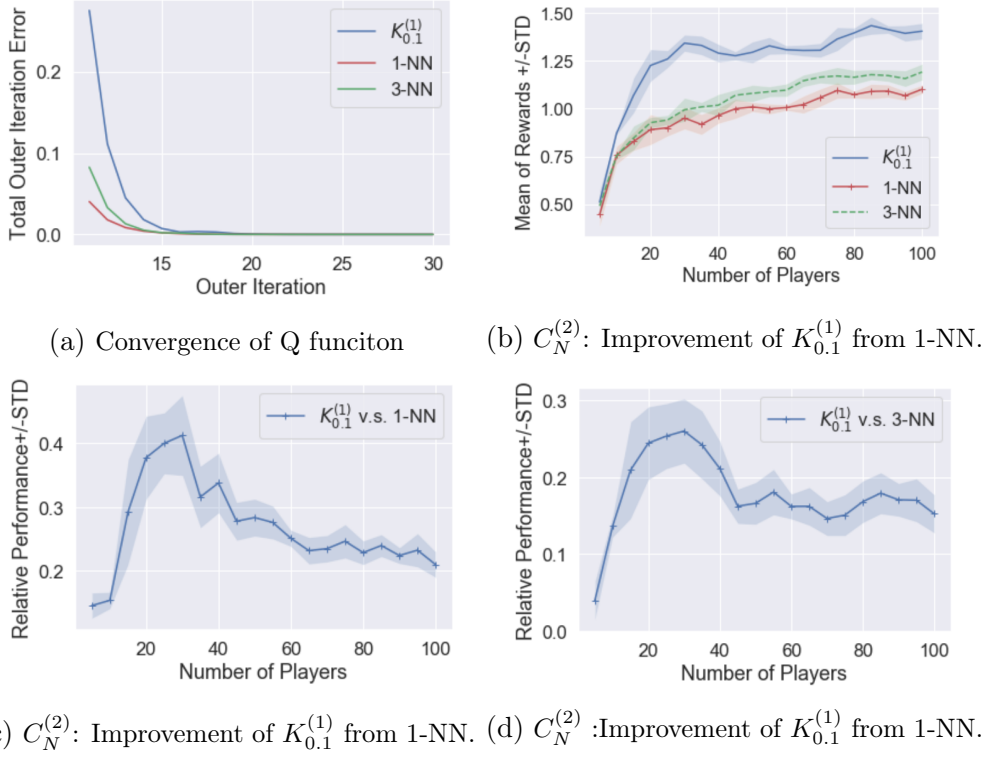 Total Outer Iteration Error
0.2
0.1
0.0
K_{0.1}^{(1)}
1-NN
3-NN
15
20
25
30
Outer Iteration
(a) Convergence of Q funciton
Mean of Rewards +/-STD
1.50
1.25
1.00
0.75
0.50
K_{0.1}^{(1)}
1-NN
3-NN
20
40
60
80
100
Number of Players
(b) C_N^{(2)}: Improvement of K_{0.1}^{(1)} from 1-NN.
Relative Performance+/-STD
0.4
0.3
0.2
K_{0.1}^{(1)} v.s. 1-NN
20
40
60
80
100
Number of Players
) C_N^{(2)}: Improvement of K_{0.1}^{(1)} from 1-NN.
Relative Performance+/-STD
0.3
0.2
0.1
0.0
K_{0.1}^{(1)} v.s. 3-NN
20
40
60
80
100
Number of Players
(d) C_N^{(2)} :Improvement of K_{0.1}^{(1)} from 1-NN.